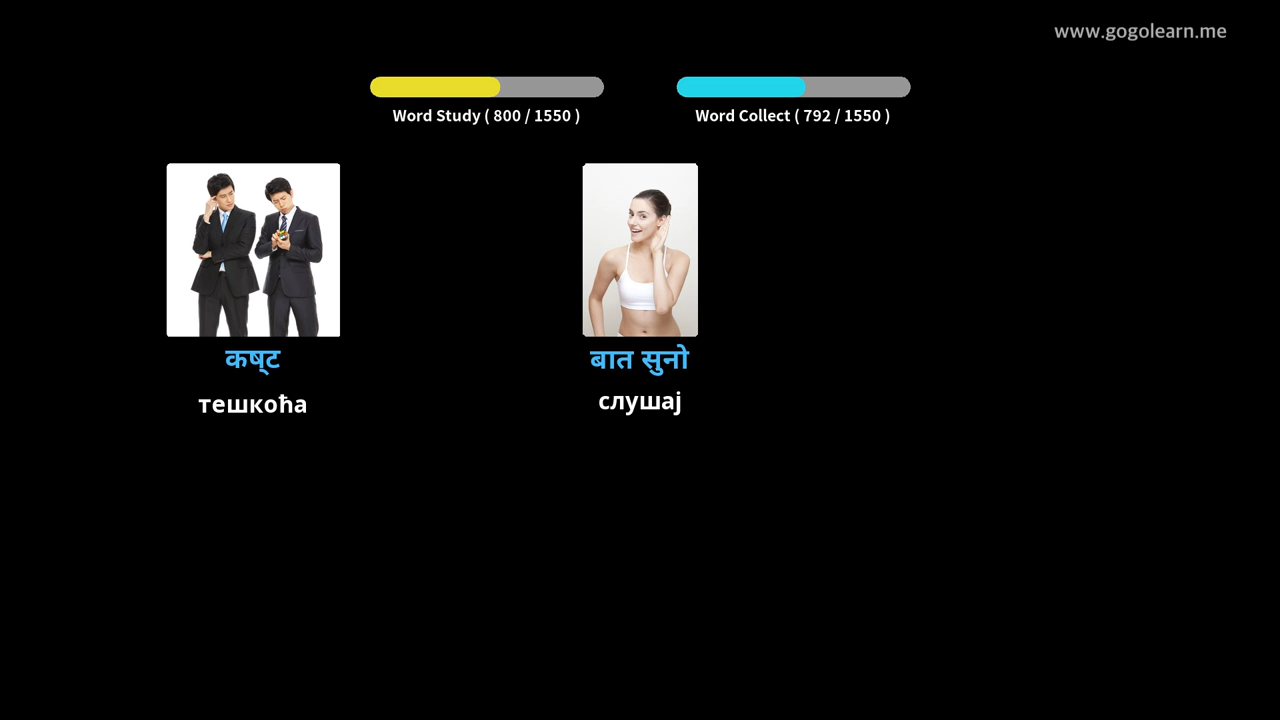 www.gogolearn.me
Word Study ( 800 / 1550 )
Word Collect ( 792 / 1550 )
कष्ट
тешкоћа
बात सुनो
слушај